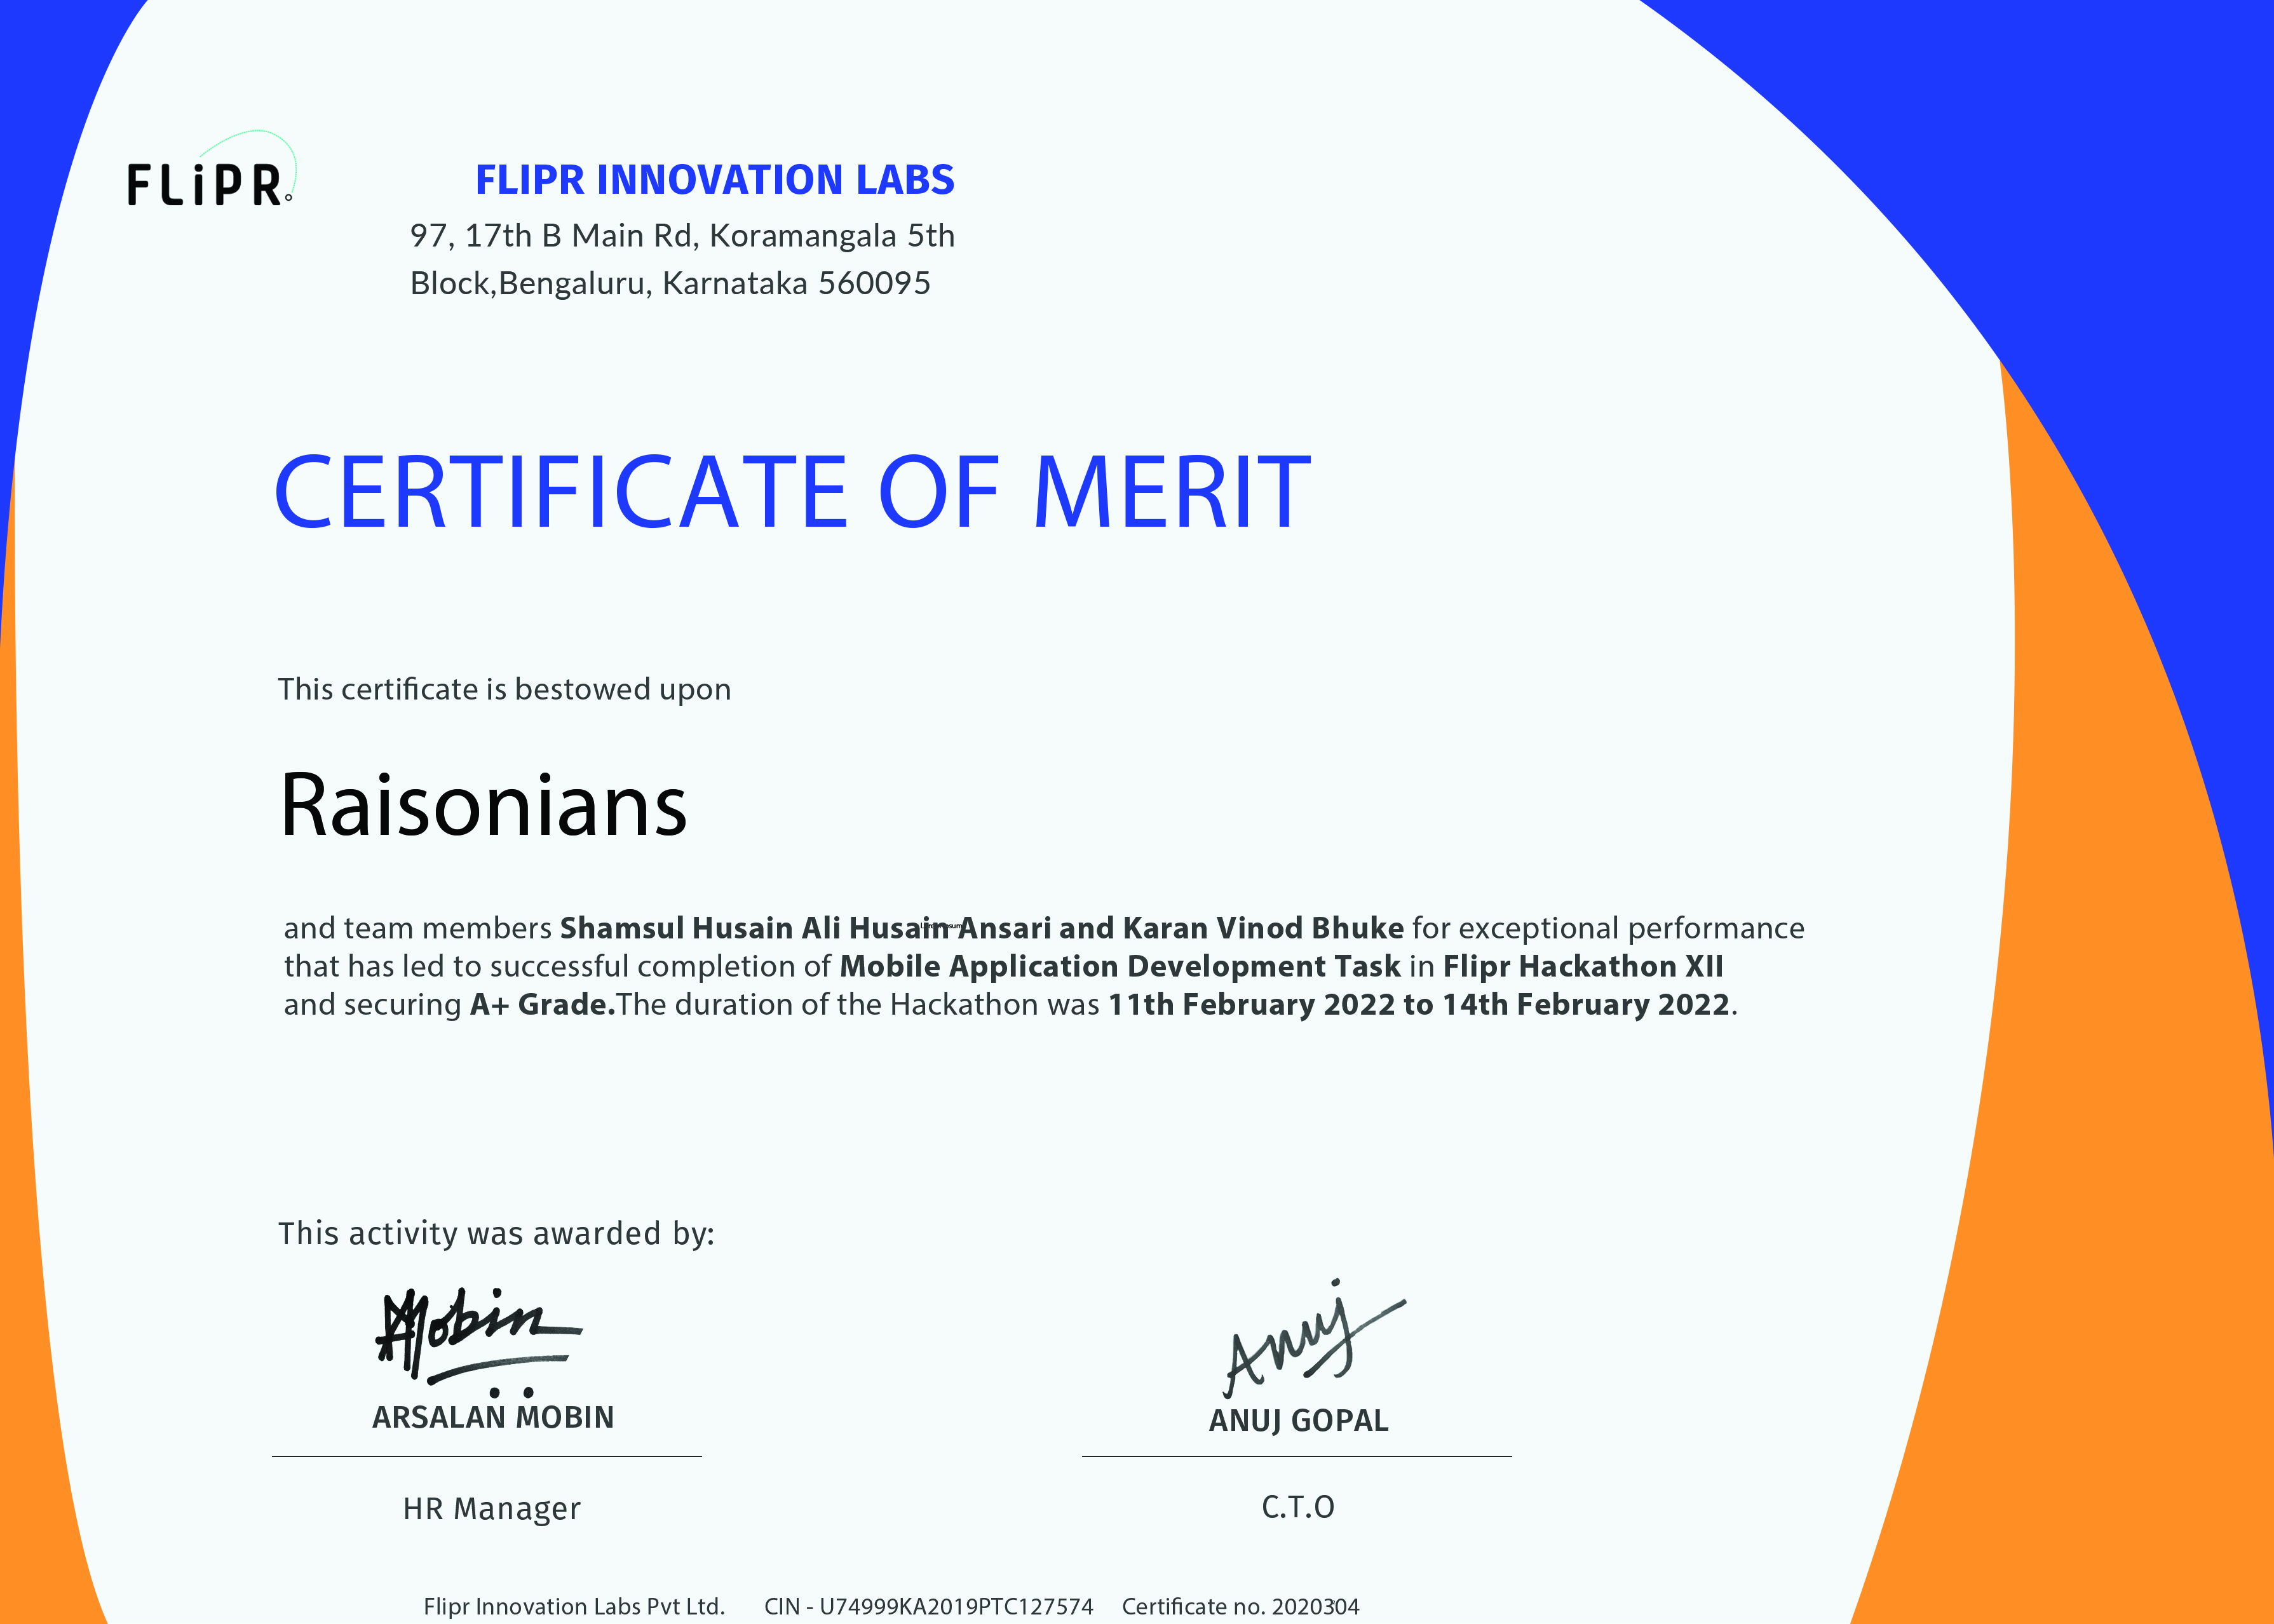 FLiPR
FLIPR INNOVATION LABS
97, 17th B Main Rd, Koramangala 5th
Block,Bengaluru, Karnataka 560095
CERTIFICATE OF MERIT
This certificate is bestowed upon
Raisonians
and team members Shamsul Husain Ali Husain Ansari and Karan Vinod Bhuke for exceptional performance
that has led to successful completion of Mobile Application Development Task in Flipr Hackathon XII
and securing A+ Grade.The duration of the Hackathon was 11th February 2022 to 14th February 2022.
This activity was awarded by:
Mobin
Anuj
ARSALAN MOBIN
ANUJ GOPAL
HR Manager
C.T.O
Flipr Innovation Labs Pvt Ltd. CIN - U74999KA2019PTC127574 Certificate no. 2020304